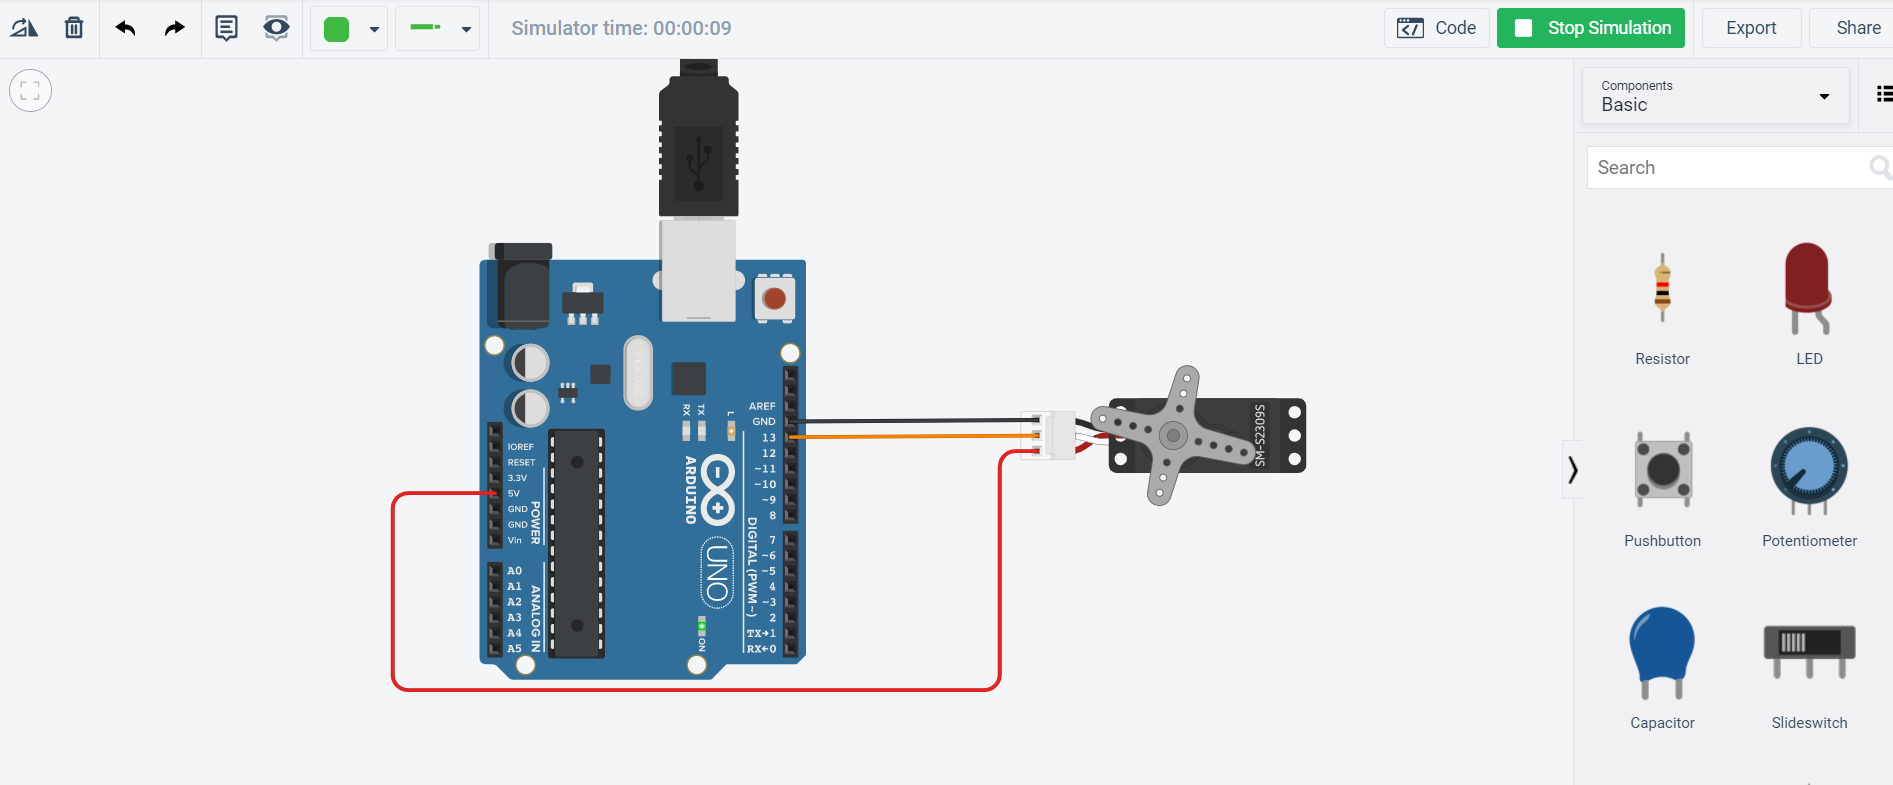 Simulator time: 00:00:09
Code
Stop Simulation
Export
Share
Components
Basic
Search
Resistor
LED
Pushbutton
Potentiometer
Capacitor
Slideswitch
RX
TX
L
AREF
GND
13
12
~11
~10
~9
8
7
~6
~5
4
~3
2
TX→1
RX←0
DIGITAL (PWM~)
IOREF
RESET
3.3V
5V
GND
GND
Vin
POWER
A0
A1
A2
A3
A4
A5
ANALOG IN
ARDUINO
UNO
ON
SM-S2309S